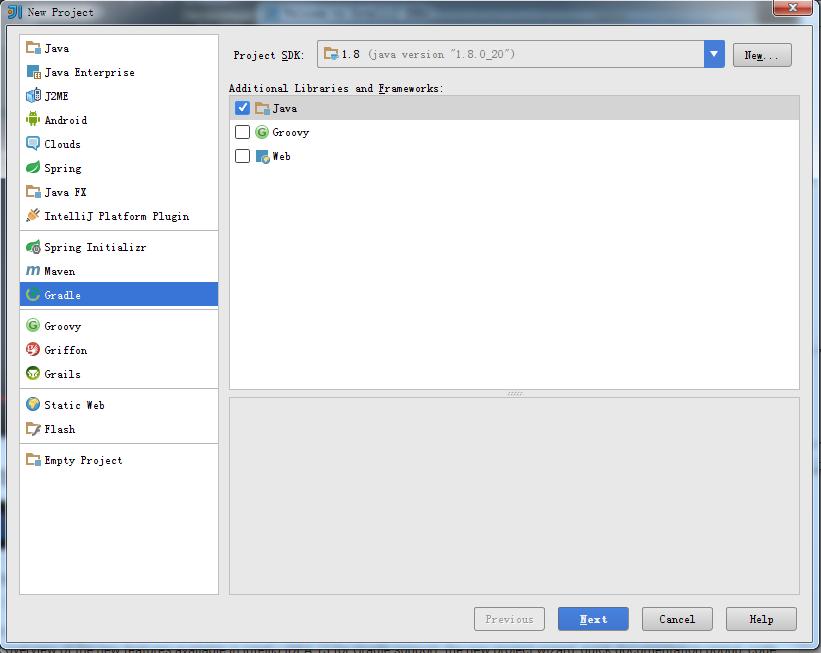 New Project
Java
Java Enterprise
J2ME
Android
Clouds
Spring
Java FX
IntelliJ Platform Plugin
Spring Initializr
Maven
Gradle
Groovy
Griffon
Grails
Static Web
Flash
Empty Project
Project SDK: 1.8 (java version "1.8.0_20") New...
Additional Libraries and Frameworks:
Java
Groovy
Web
Previous Next Cancel Help